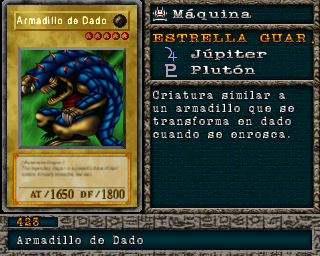 Armadillo de Dado
AT/1650 DF/1800
Máquina
ESTRELLA GUAR.
Júpiter
Plutón
Criatura similar a
un armadillo que se
transforma en dado
cuando se enrosca.
423
Armadillo de Dado